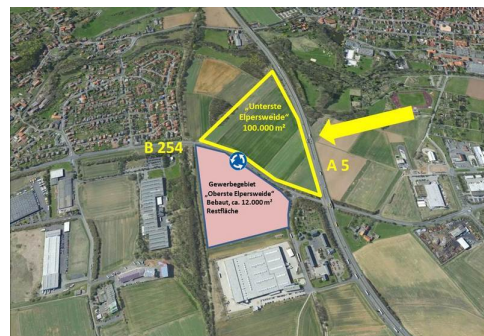 „Unterste
Elpersweide“
100.000 m²
B 254
A 5
Gewerbegebiet
„Oberste Elpersweide“
Bebaut, ca. 12.000 m²
Restfläche